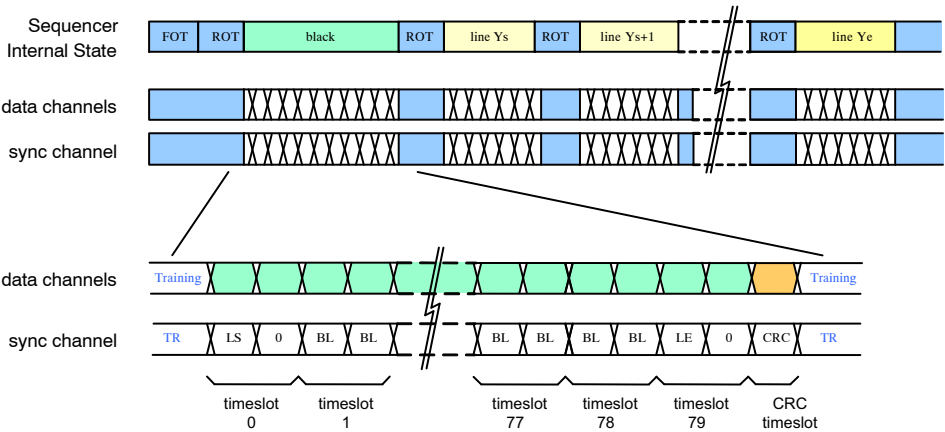 Sequencer
Internal State
FOT ROT black ROT line Ys ROT line Ys+1 ROT line Ye
data channels
sync channel
data channels
Training Training
sync channel
TR LS 0 BL BL BL BL BL BL LE 0 CRC TR
timeslot timeslot timeslot timeslot timeslot CRC
0 1 77 78 79 timeslot